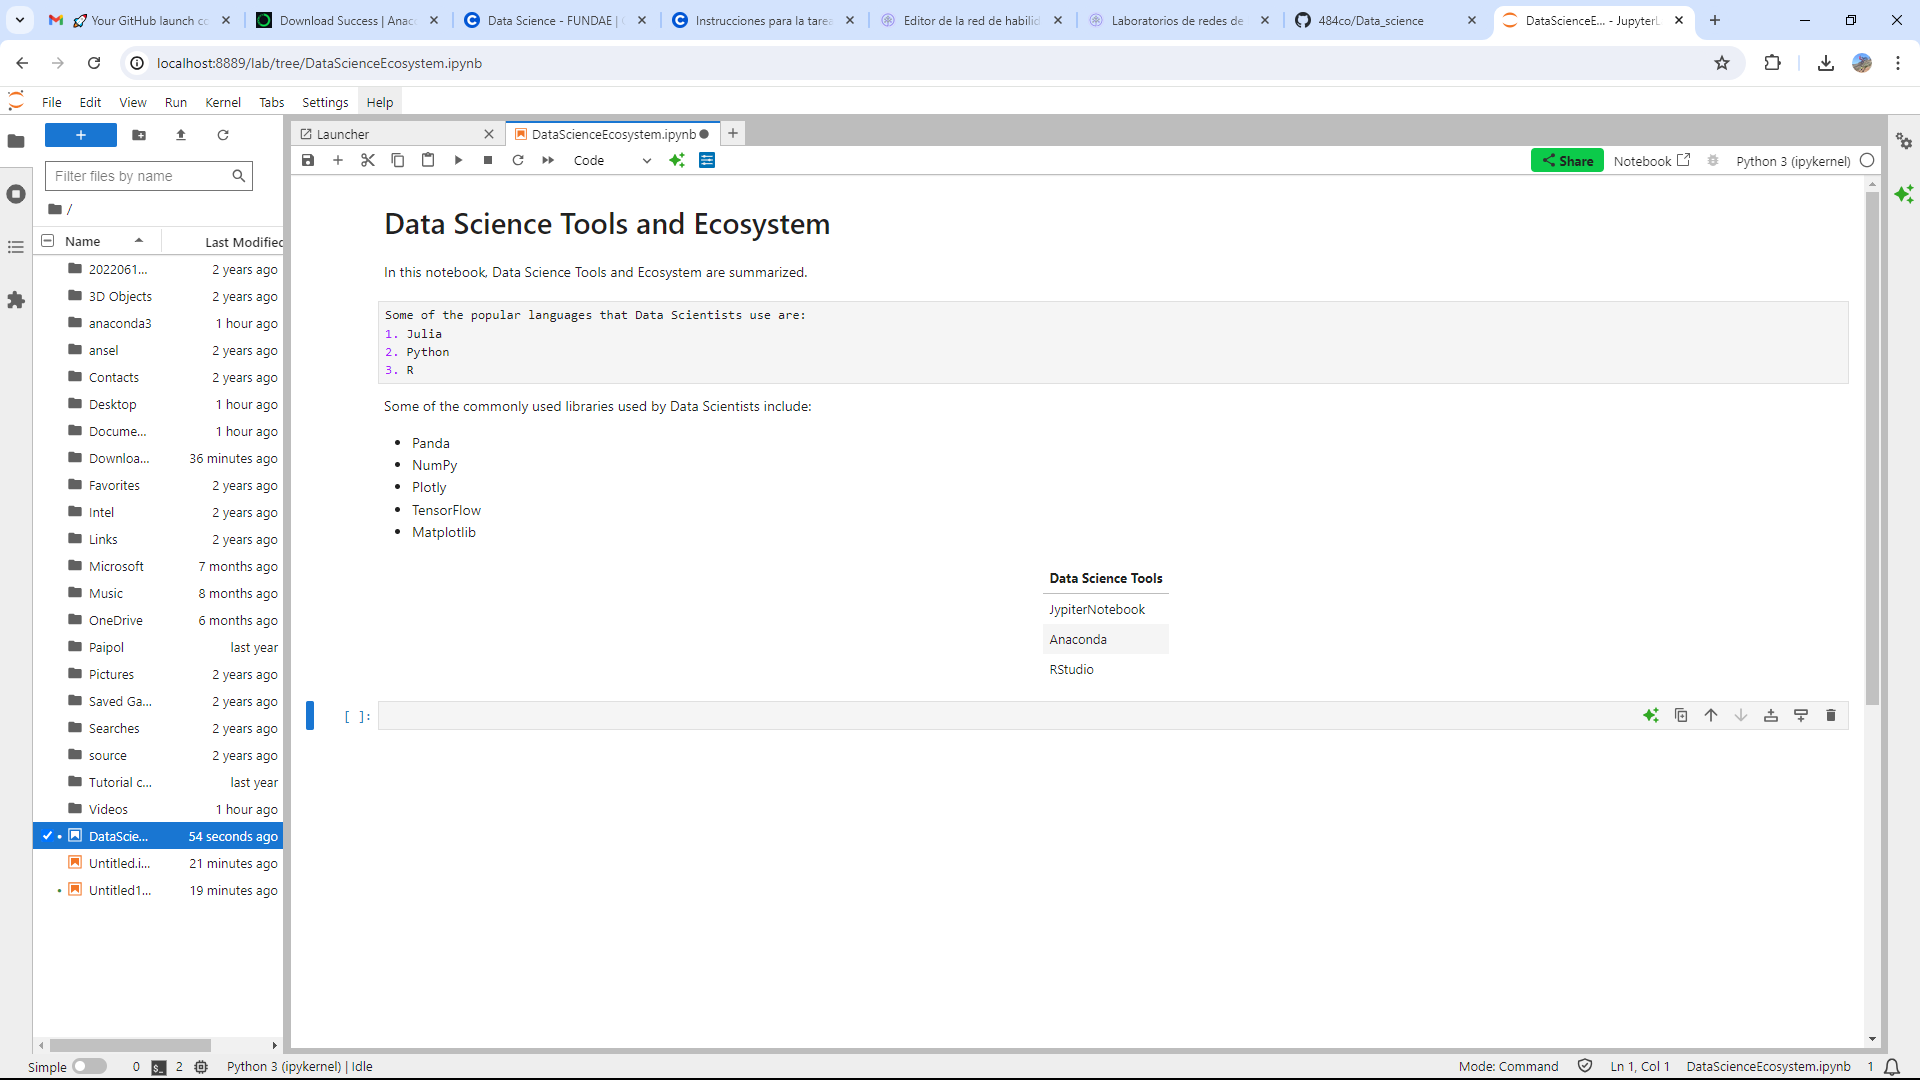 Your GitHub launch co
Download Success | Anac
Data Science - FUNDAE |
Instrucciones para la tarea
Editor de la red de habilid
Laboratorios de redes de
484co/Data_science
DataScienceE... - JupyterL
localhost:8889/lab/tree/DataScienceEcosystem.ipynb
File Edit View Run Kernel Tabs Settings Help
Launcher
DataScienceEcosystem.ipynb
Code
Share
Notebook
Python 3 (ipykernel)
Filter files by name
/
Name Last Modified
2022061... 2 years ago
3D Objects 2 years ago
anaconda3 1 hour ago
ansel 2 years ago
Contacts 2 years ago
Desktop 1 hour ago
Docume... 1 hour ago
Downloa... 36 minutes ago
Favorites 2 years ago
Intel 2 years ago
Links 2 years ago
Microsoft 7 months ago
Music 8 months ago
OneDrive 6 months ago
Paipol last year
Pictures 2 years ago
Saved Ga... 2 years ago
Searches 2 years ago
source 2 years ago
Tutorial c... last year
Videos 1 hour ago
DataScie... 54 seconds ago
Untitled.i... 21 minutes ago
Untitled1... 19 minutes ago
Data Science Tools and Ecosystem
In this notebook, Data Science Tools and Ecosystem are summarized.
Some of the popular languages that Data Scientists use are:
1. Julia
2. Python
3. R
Some of the commonly used libraries used by Data Scientists include:
• Panda
• NumPy
• Plotly
• TensorFlow
• Matplotlib
Data Science Tools
JypiterNotebook
Anaconda
RStudio
[ ]:
Simple 0 2 Python 3 (ipykernel) | Idle
Mode: Command Ln 1, Col 1 DataScienceEcosystem.ipynb 1